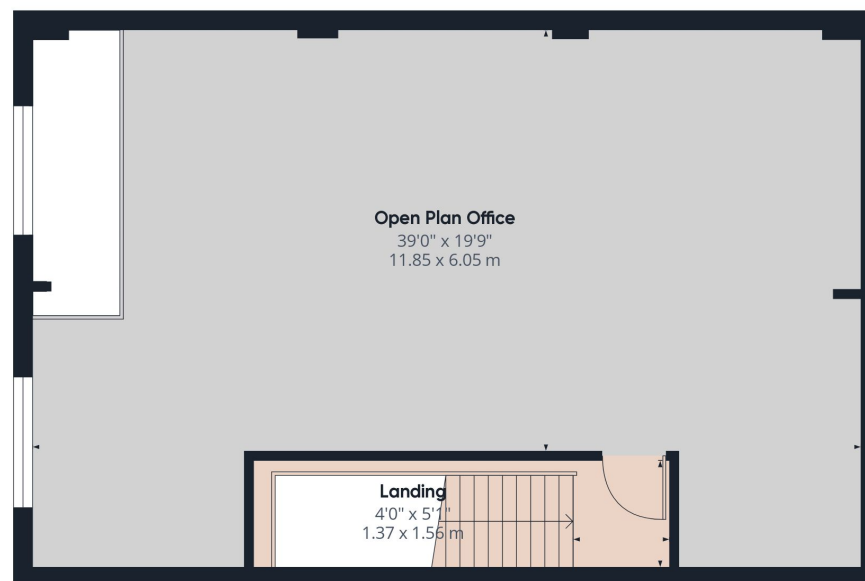 Open Plan Office
39'0" x 19'9"
11.85 x 6.05 m
Landing
4'0" x 5'1"
1.37 x 1.56 m